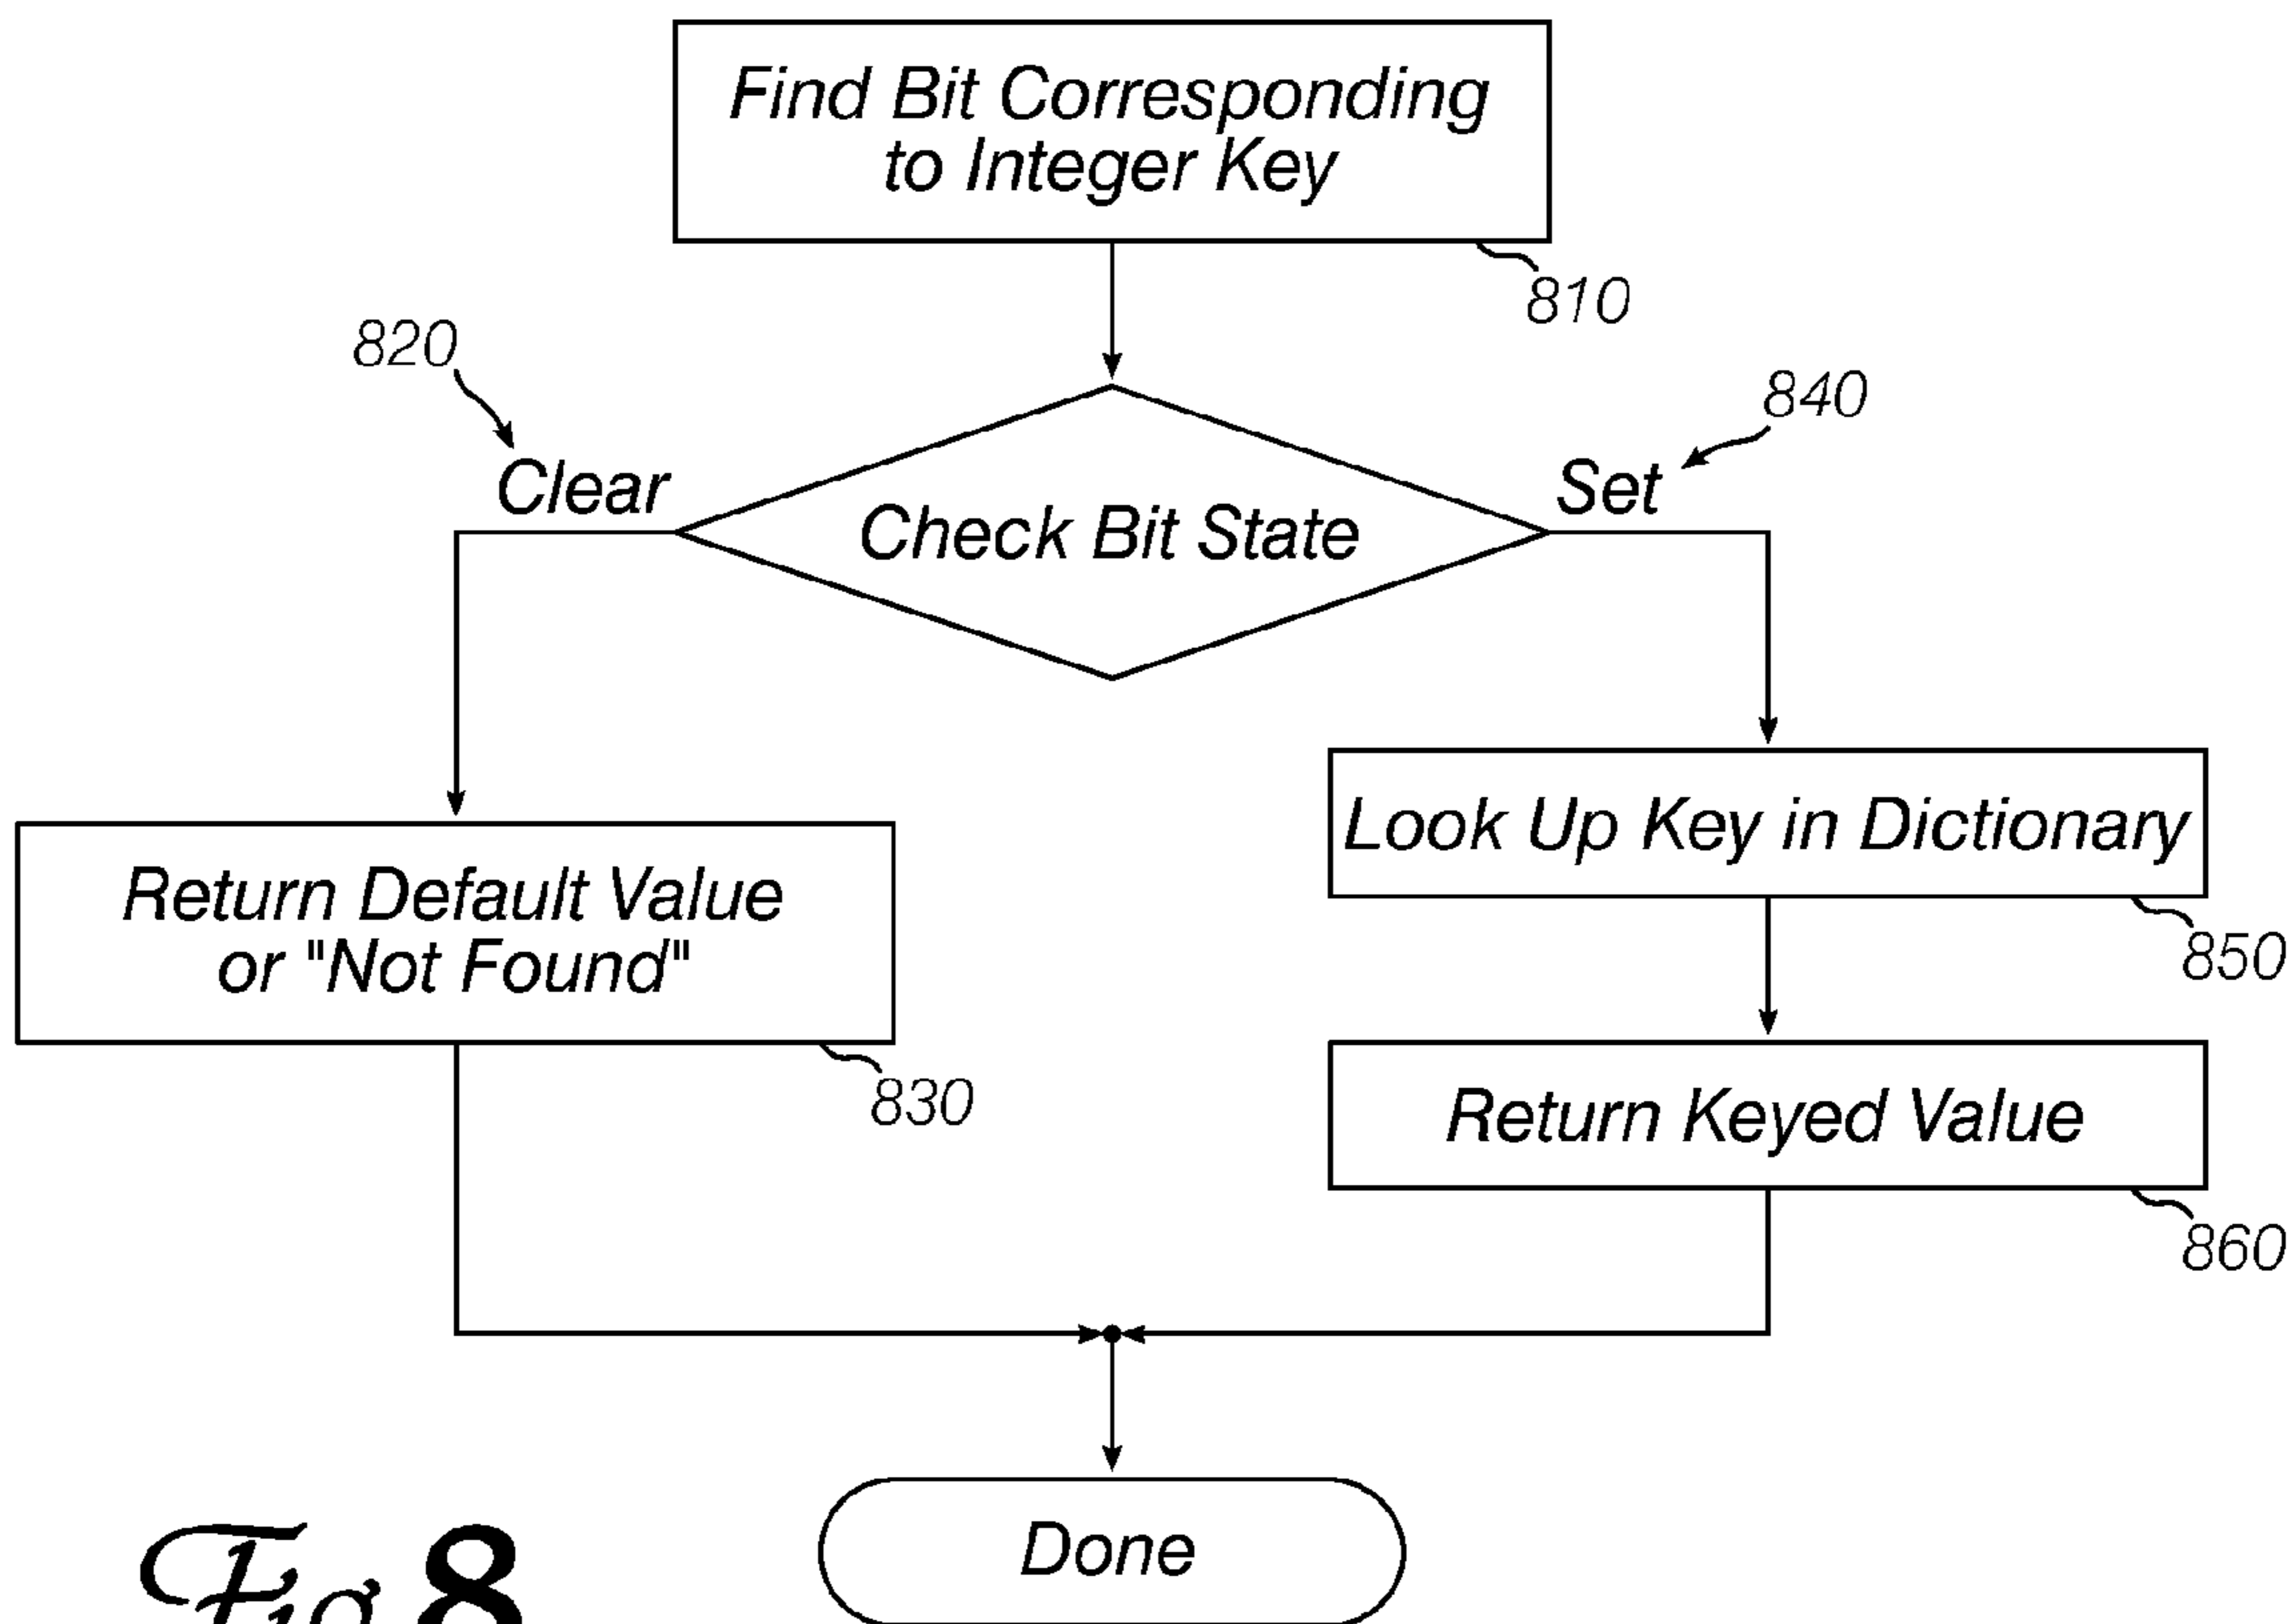 Find Bit Corresponding
to Integer Key
810
820
840
Clear
Set
Check Bit State
Look Up Key in Dictionary
850
Return Default Value
or "Not Found"
830
Return Keyed Value
860
Done
Fig. 8